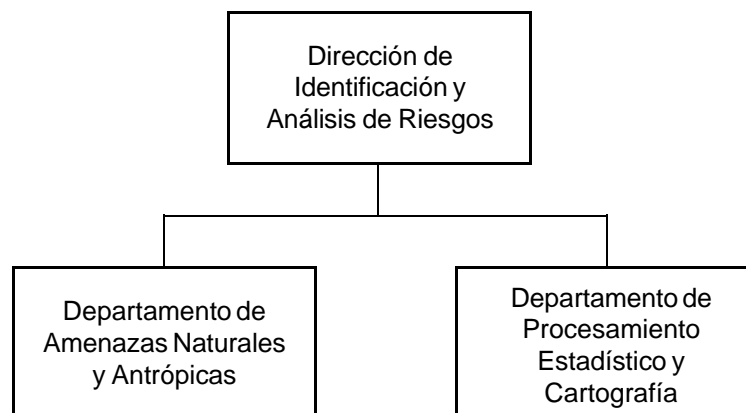 Dirección de
Identificación y
Análisis de Riesgos
Departamento de
Amenazas Naturales
y Antrópicas
Departamento de
Procesamiento
Estadístico y
Cartografía